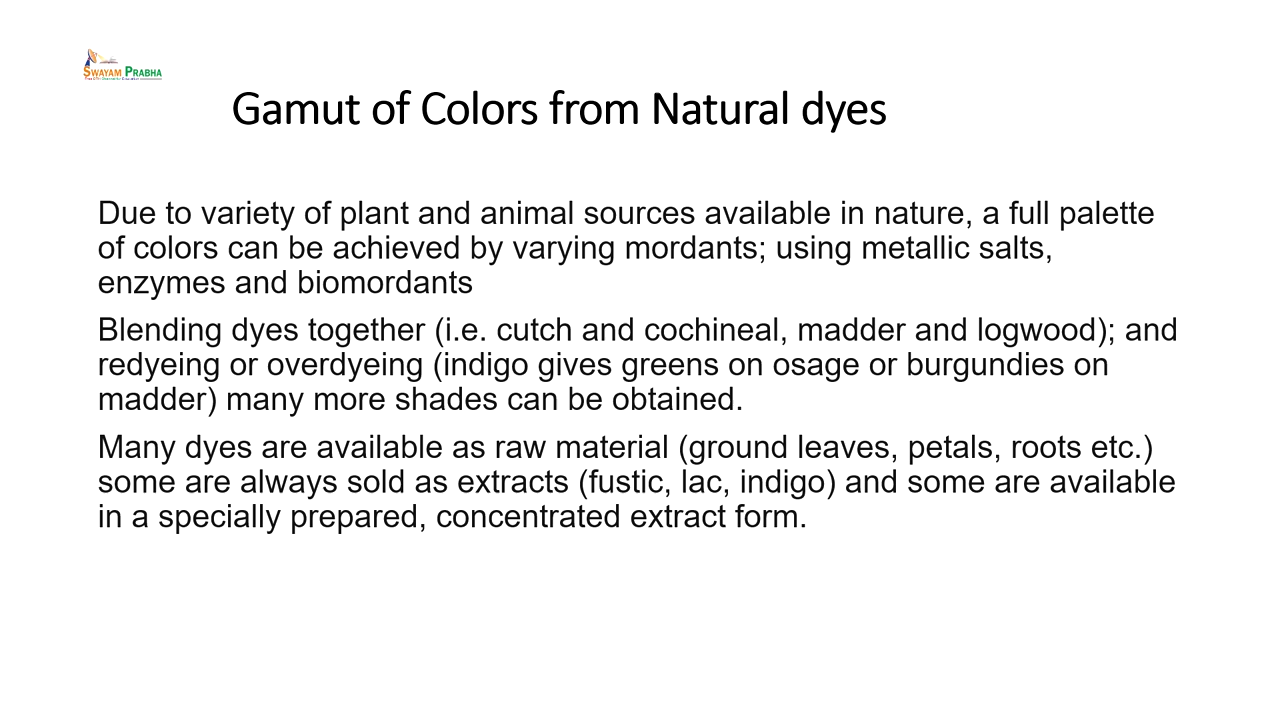 SWAYAM PRABHA
Gamut of Colors from Natural dyes
Due to variety of plant and animal sources available in nature, a full palette
of colors can be achieved by varying mordants; using metallic salts,
enzymes and biomordants
Blending dyes together (i.e. cutch and cochineal, madder and logwood); and
redyeing or overdyeing (indigo gives greens on osage or burgundies on
madder) many more shades can be obtained.
Many dyes are available as raw material (ground leaves, petals, roots etc.)
some are always sold as extracts (fustic, lac, indigo) and some are available
in a specially prepared, concentrated extract form.